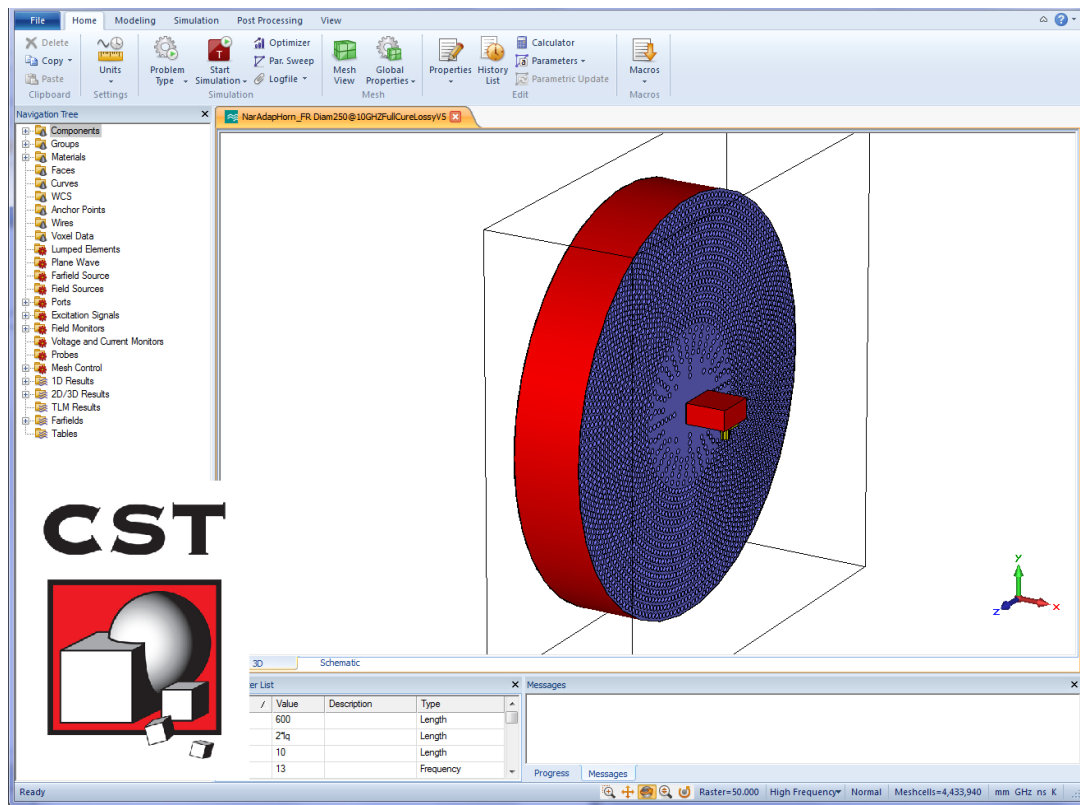 File Home Modeling Simulation Post Processing View
Delete
Copy
Paste
Clipboard
Units
Settings
Problem Type
Start Simulation
Optimizer
Par. Sweep
Logfile
Simulation
Mesh View
Global Properties
Mesh
Properties
History List
Calculator
Parameters
Parametric Update
Edit
Macros
Macros
Navigation Tree
NarAdapHorn_FR Diam250@10GHZFullCureLossyV5
Components
Groups
Materials
Faces
Curves
WCS
Anchor Points
Wires
Voxel Data
Lumped Elements
Plane Wave
Farfield Source
Field Sources
Ports
Excitation Signals
Field Monitors
Voltage and Current Monitors
Probes
Mesh Control
1D Results
2D/3D Results
TLM Results
Farfields
Tables
CST
y
z
x
3D Schematic
er List
/ Value Description Type
600 Length
2*lq Length
10 Length
13 Frequency
Messages
Progress Messages
Ready
Raster=50.000 High Frequency Normal Meshcells=4,433,940 mm GHz ns K